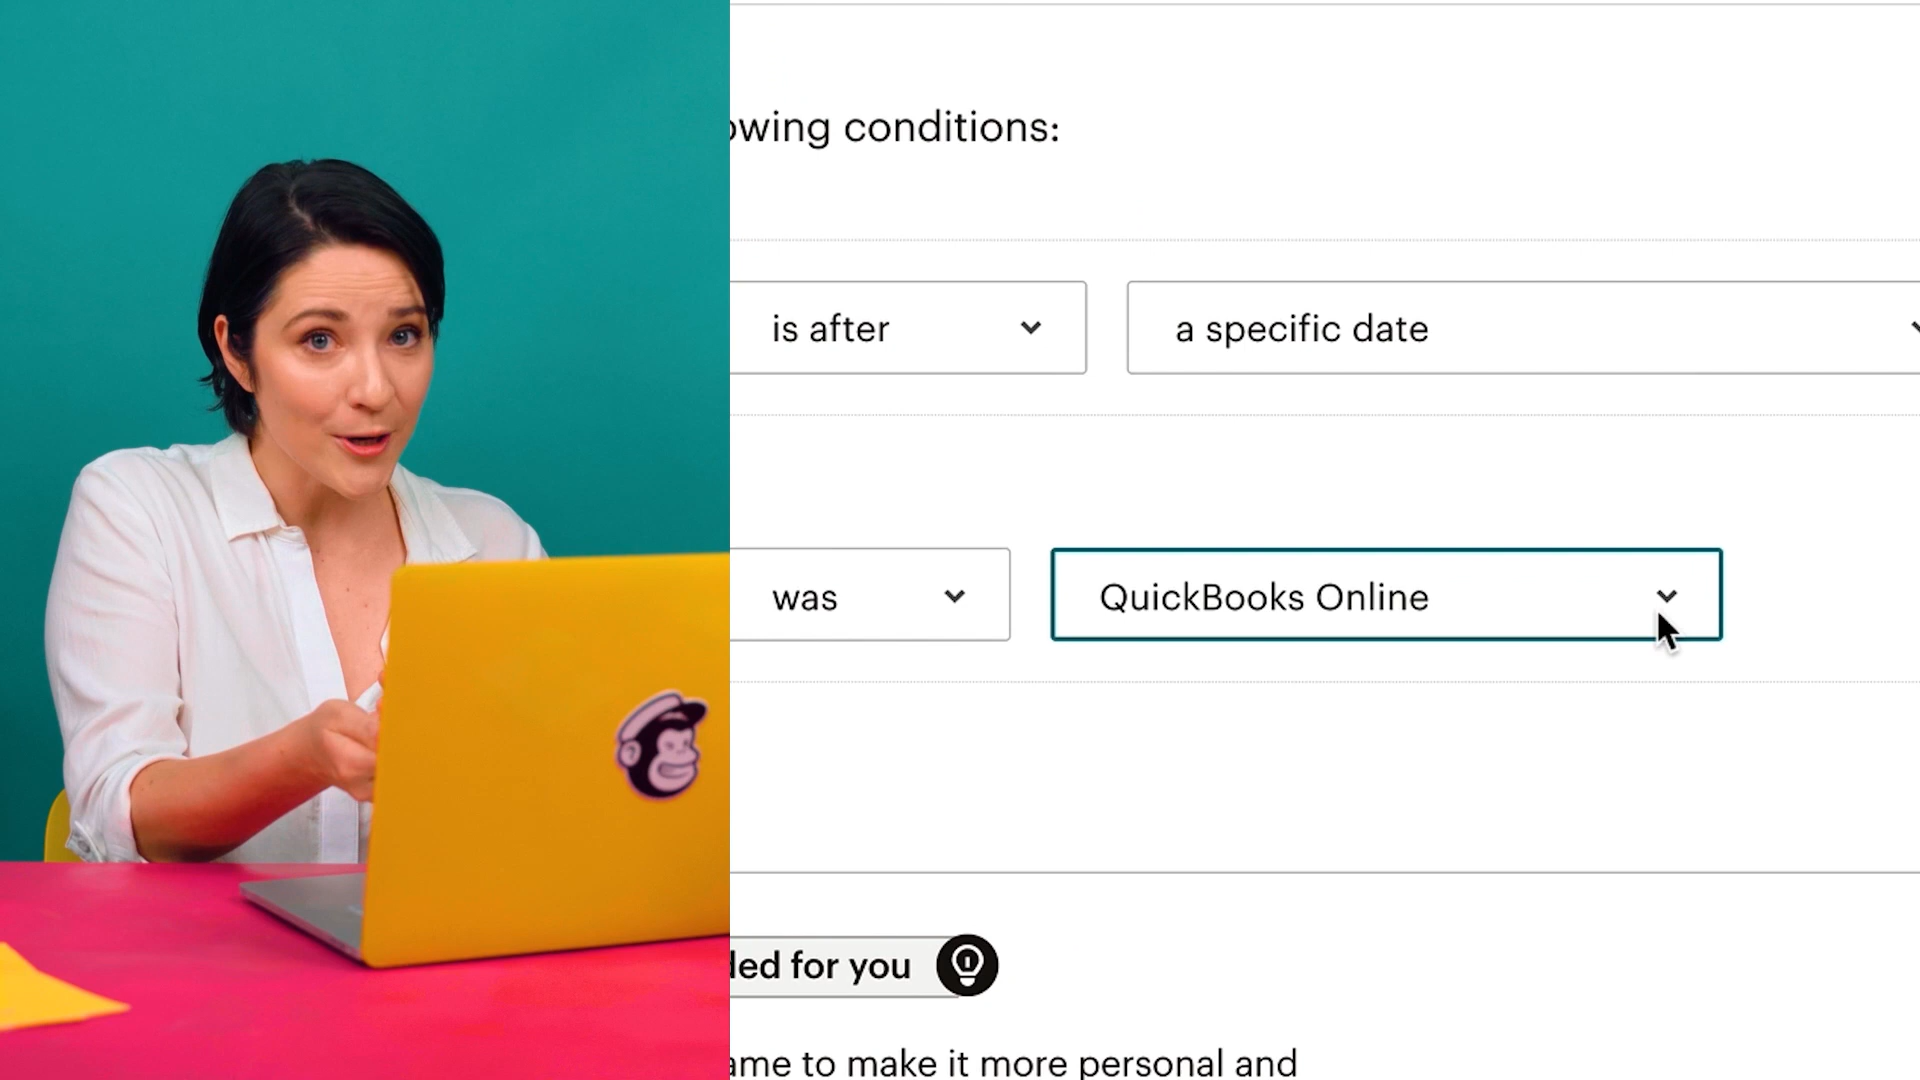 owing conditions:
is after
a specific date
was
QuickBooks Online
ded for you
ame to make it more personal and